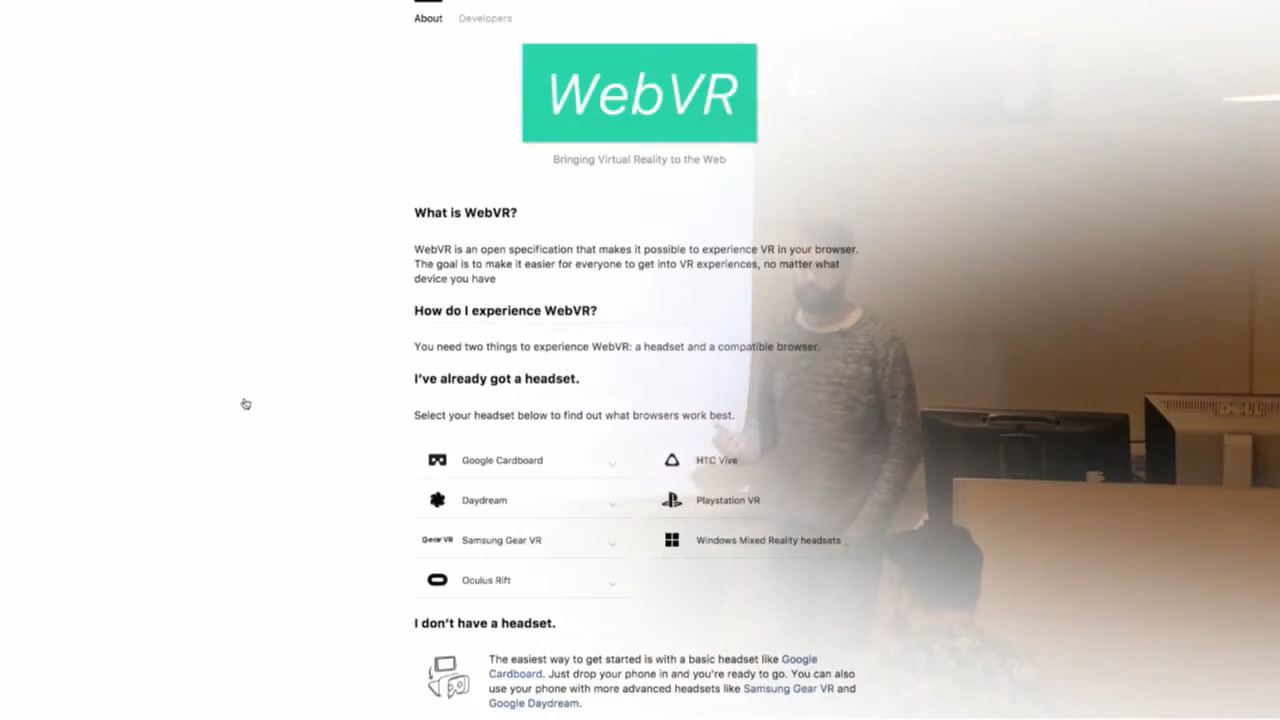 About Developers
WebVR
Bringing Virtual Reality to the Web
What is WebVR?
WebVR is an open specification that makes it possible to experience VR in your browser.
The goal is to make it easier for everyone to get into VR experiences, no matter what
device you have
How do I experience WebVR?
You need two things to experience WebVR: a headset and a compatible browser.
I've already got a headset.
Select your headset below to find out what browsers work best.
Google Cardboard
HTC Vive
Daydream
Playstation VR
Gear VR Samsung Gear VR
Windows Mixed Reality headsets
Oculus Rift
I don't have a headset.
The easiest way to get started is with a basic headset like Google
Cardboard. Just drop your phone in and you're ready to go. You can also
use your phone with more advanced headsets like Samsung Gear VR and
Google Daydream.
DELL